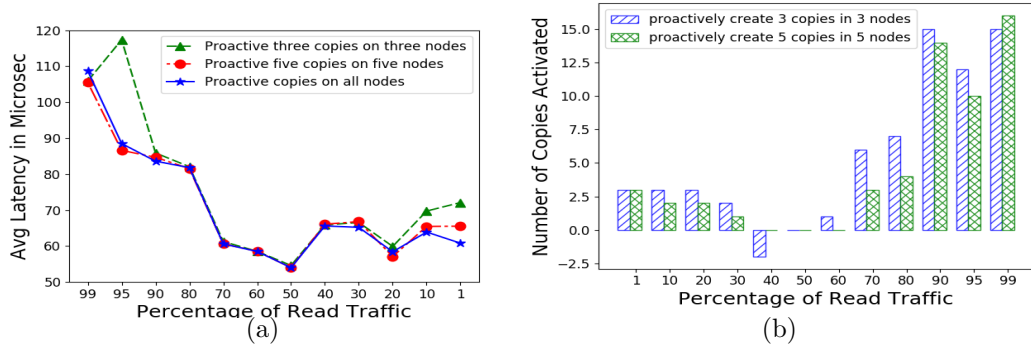 120
110
100
90
80
70
60
50
Avg Latency in Microsec
Proactive three copies on three nodes
Proactive five copies on five nodes
Proactive copies on all nodes
99 95 90 80 70 60 50 40 30 20 10 1
Percentage of Read Traffic
(a)
15.0
12.5
10.0
7.5
5.0
2.5
0.0
−2.5
Number of Copies Activated
proactively create 3 copies in 3 nodes
proactively create 5 copies in 5 nodes
1 10 20 30 40 50 60 70 80 90 95 99
Percentage of Read Traffic
(b)